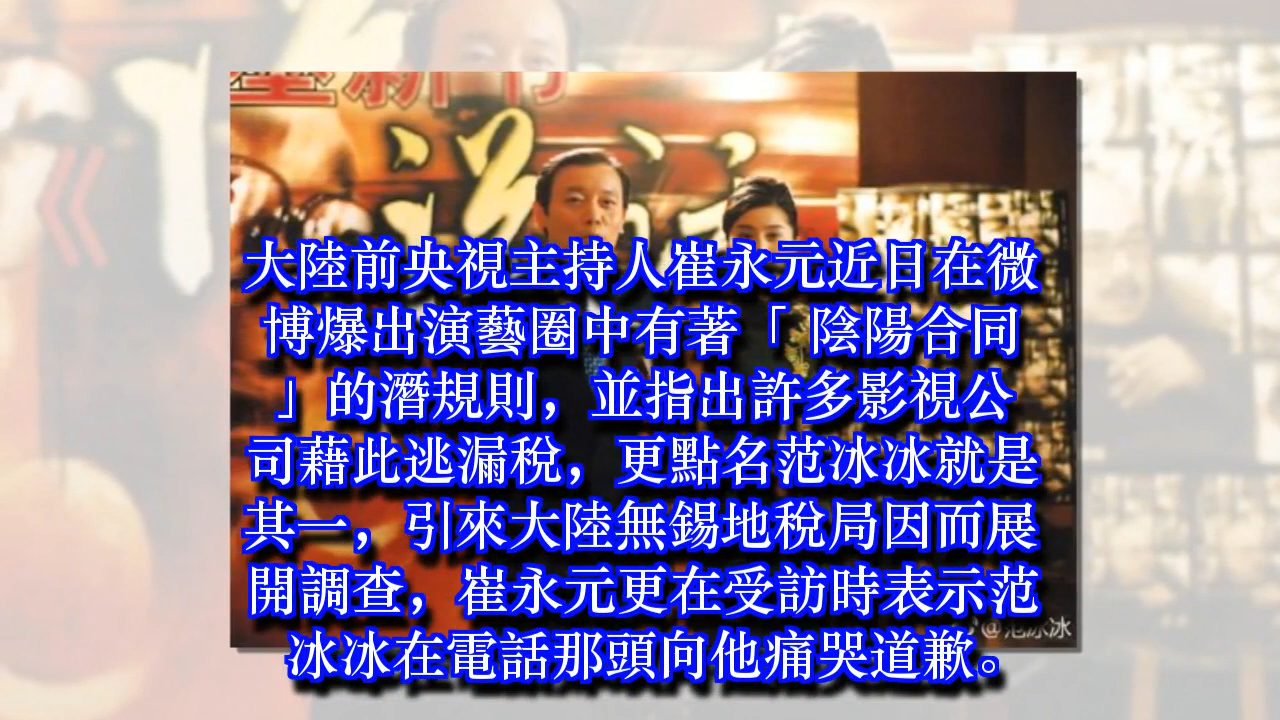 大陸前央視主持人崔永元近日在微
博爆出演藝圈中有著「 陰陽合同
」的潛規則，並指出許多影視公
司藉此逃漏稅，更點名范冰冰就是
其一，引來大陸無錫地稅局因而展
開調查，崔永元更在受訪時表示范
冰冰在電話那頭向他痛哭道歉。
@范冰冰